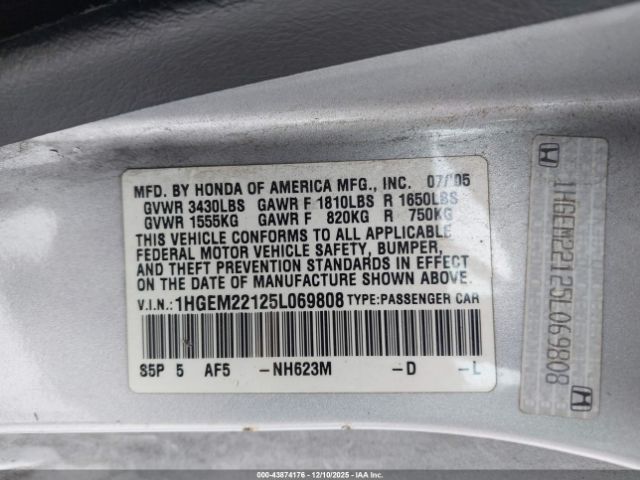 MFD. BY HONDA OF AMERICA MFG., INC. 07/05
GVWR 3430LBS GAWR F 1810LBS R 1650LBS
GVWR 1555KG GAWR F 820KG R 750KG
THIS VEHICLE CONFORMS TO ALL APPLICABLE
FEDERAL MOTOR VEHICLE SAFETY, BUMPER,
AND THEFT PREVENTION STANDARDS IN EFFECT
ON THE DATE OF MANUFACTURE SHOWN ABOVE.
V.I.N.: 1HGEM22125L069808 TYPE:PASSENGER CAR
S5P 5 AF5 -NH623M -D -L
1HGEM22125L069808
000-43874176 - 12/10/2025 - IAA Inc.